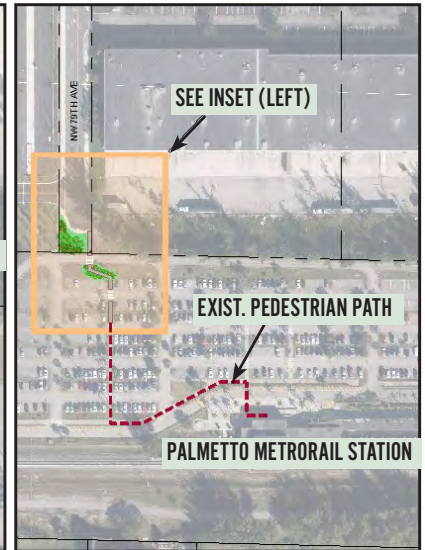 NW 79TH AVE
SEE INSET (LEFT)
EXIST. PEDESTRIAN PATH
PALMETTO METRORAIL STATION